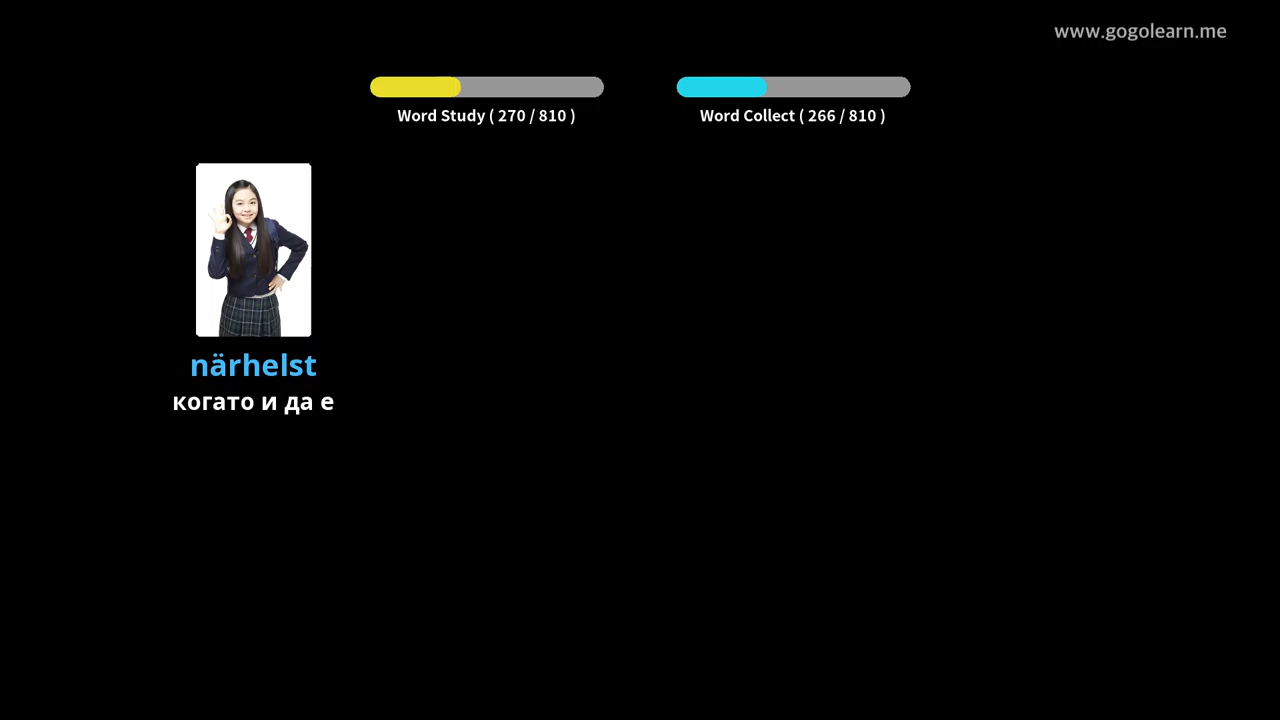 www.gogolearn.me
Word Study ( 270 / 810 )
Word Collect ( 266 / 810 )
närhelst
когато и да е